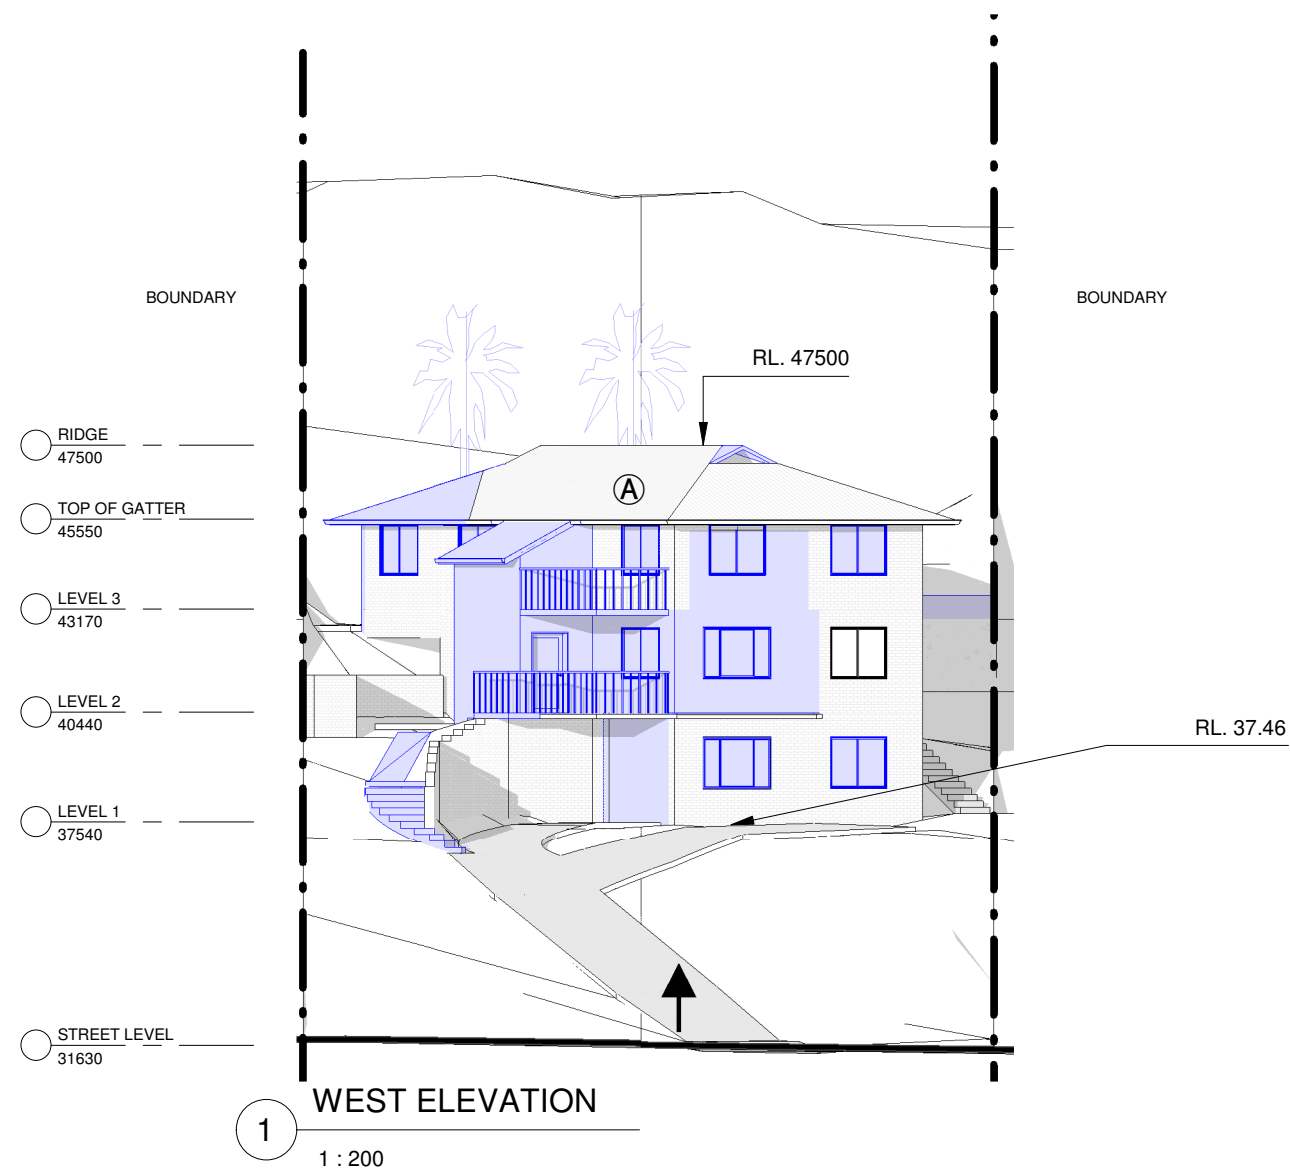 BOUNDARY
BOUNDARY
RL. 47500
RIDGE
47500
TOP OF GATTER
45550
A
LEVEL 3
43170
LEVEL 2
40440
RL. 37.46
LEVEL 1
37540
STREET LEVEL
31630
1
WEST ELEVATION
1 : 200